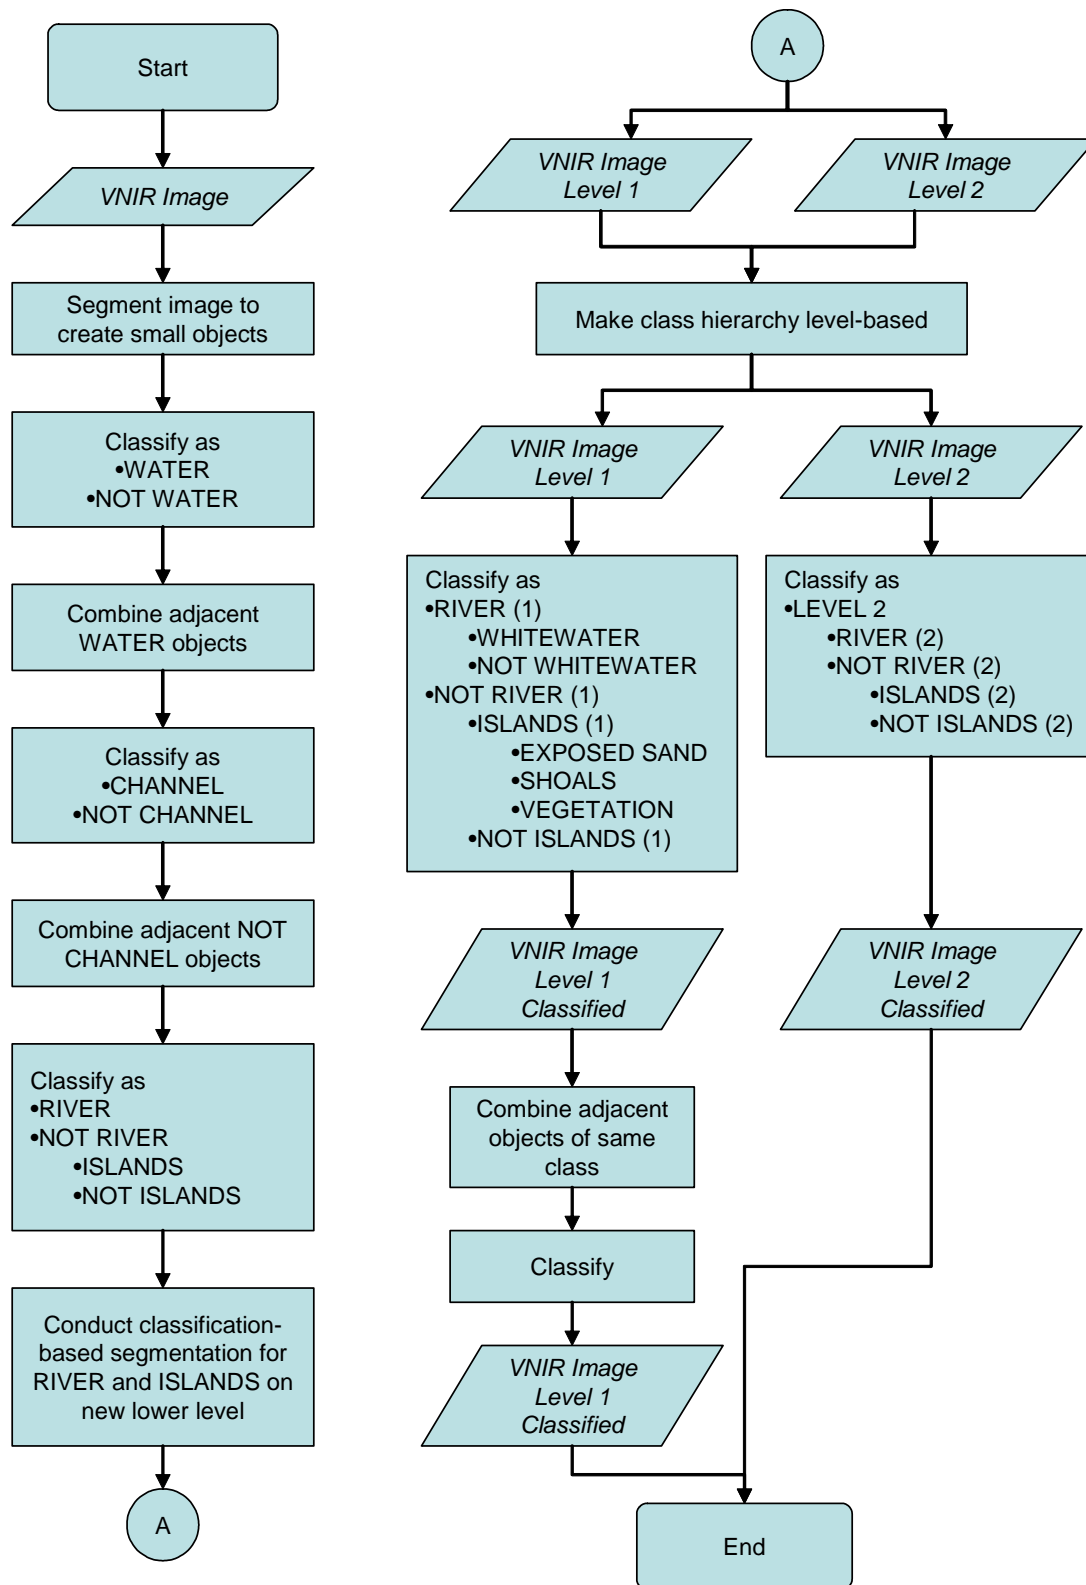 Start
VNIR Image
Segment image to
create small objects
Classify as
•WATER
•NOT WATER
Combine adjacent
WATER objects
Classify as
•CHANNEL
•NOT CHANNEL
Combine adjacent NOT
CHANNEL objects
Classify as
•RIVER
•NOT RIVER
•ISLANDS
•NOT ISLANDS
Conduct classification-
based segmentation for
RIVER and ISLANDS on
new lower level
A
A
VNIR Image
Level 1
VNIR Image
Level 2
Make class hierarchy level-based
VNIR Image
Level 1
VNIR Image
Level 2
Classify as
•RIVER (1)
•WHITEWATER
•NOT WHITEWATER
•NOT RIVER (1)
•ISLANDS (1)
•EXPOSED SAND
•SHOALS
•VEGETATION
•NOT ISLANDS (1)
Classify as
•LEVEL 2
•RIVER (2)
•NOT RIVER (2)
•ISLANDS (2)
•NOT ISLANDS (2)
VNIR Image
Level 1
Classified
VNIR Image
Level 2
Classified
Combine adjacent
objects of same
class
Classify
VNIR Image
Level 1
Classified
End